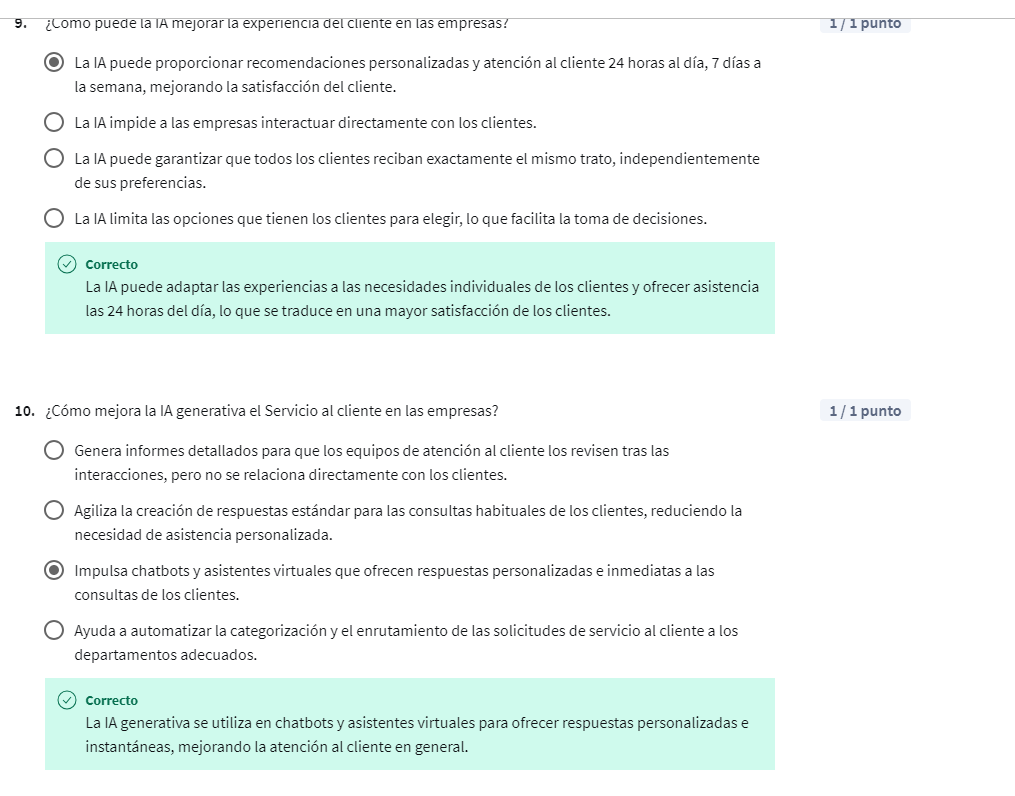 9. ¿Cómo puede la IA mejorar la experiencia del cliente en las empresas?
1 / 1 punto
La IA puede proporcionar recomendaciones personalizadas y atención al cliente 24 horas al día, 7 días a
la semana, mejorando la satisfacción del cliente.
La IA impide a las empresas interactuar directamente con los clientes.
La IA puede garantizar que todos los clientes reciban exactamente el mismo trato, independientemente
de sus preferencias.
La IA limita las opciones que tienen los clientes para elegir, lo que facilita la toma de decisiones.
Correcto
La IA puede adaptar las experiencias a las necesidades individuales de los clientes y ofrecer asistencia
las 24 horas del día, lo que se traduce en una mayor satisfacción de los clientes.
10. ¿Cómo mejora la IA generativa el Servicio al cliente en las empresas?
1 / 1 punto
Genera informes detallados para que los equipos de atención al cliente los revisen tras las
interacciones, pero no se relaciona directamente con los clientes.
Agiliza la creación de respuestas estándar para las consultas habituales de los clientes, reduciendo la
necesidad de asistencia personalizada.
Impulsa chatbots y asistentes virtuales que ofrecen respuestas personalizadas e inmediatas a las
consultas de los clientes.
Ayuda a automatizar la categorización y el enrutamiento de las solicitudes de servicio al cliente a los
departamentos adecuados.
Correcto
La IA generativa se utiliza en chatbots y asistentes virtuales para ofrecer respuestas personalizadas e
instantáneas, mejorando la atención al cliente en general.